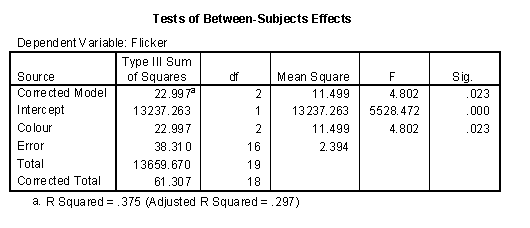 Tests of Between-Subjects Effects
Dependent Variable: Flicker
Source Type III Sum of Squares df Mean Square F Sig.
Corrected Model 22.997a 2 11.499 4.802 .023
Intercept 13237.263 1 13237.263 5528.472 .000
Colour 22.997 2 11.499 4.802 .023
Error 38.310 16 2.394
Total 13659.670 19
Corrected Total 61.307 18
a. R Squared = .375 (Adjusted R Squared = .297)